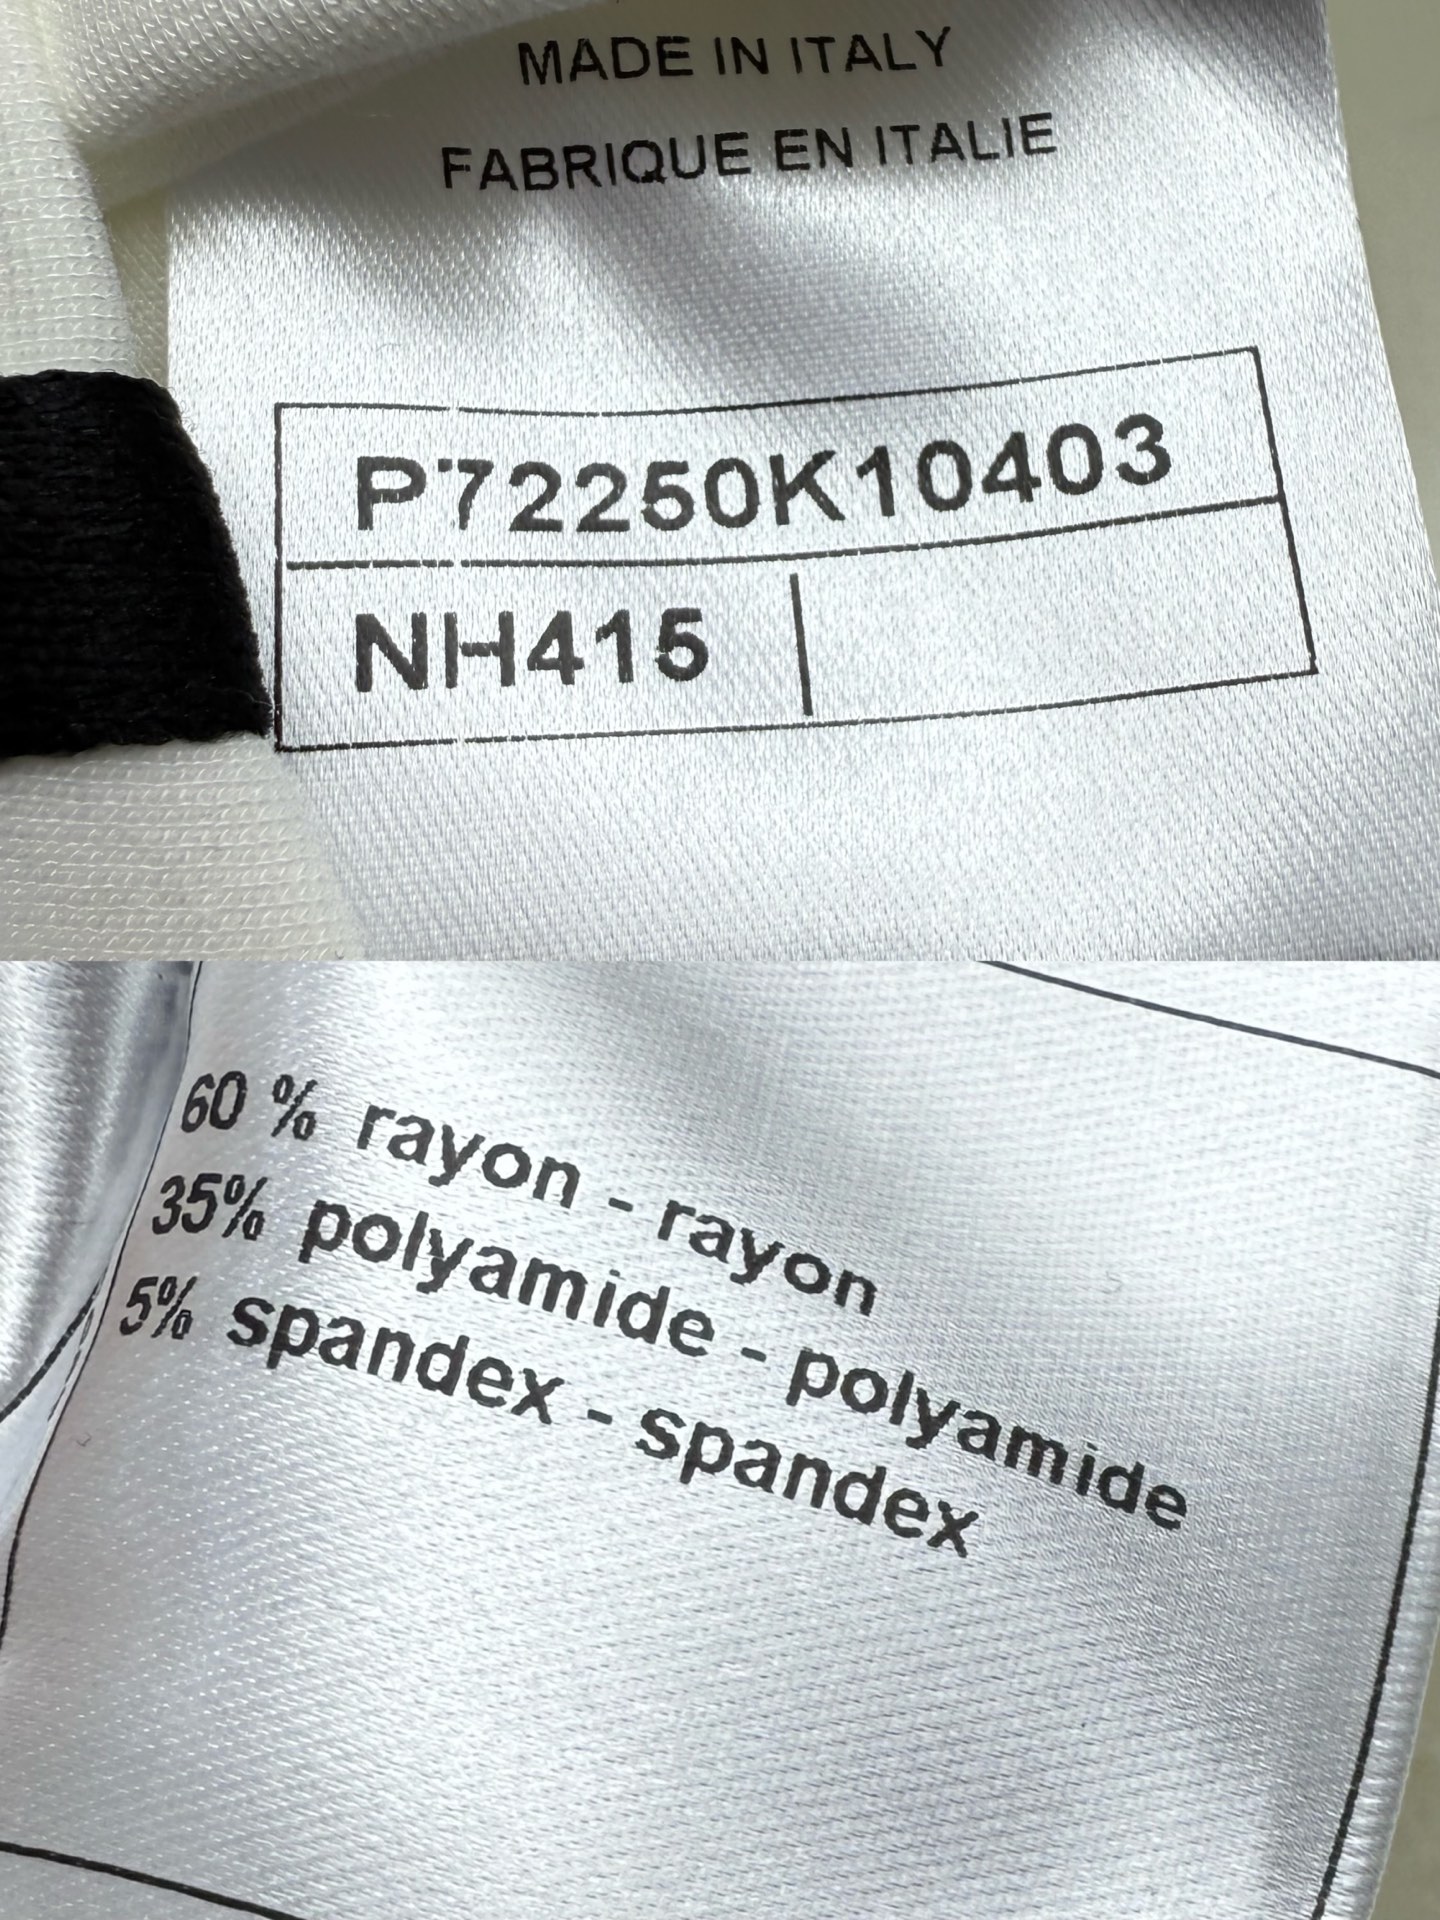 MADE IN ITALY
FABRIQUE EN ITALIE
P72250K10403
NH415
60 % rayon - rayon
35% polyamide - polyamide
5% spandex - spandex